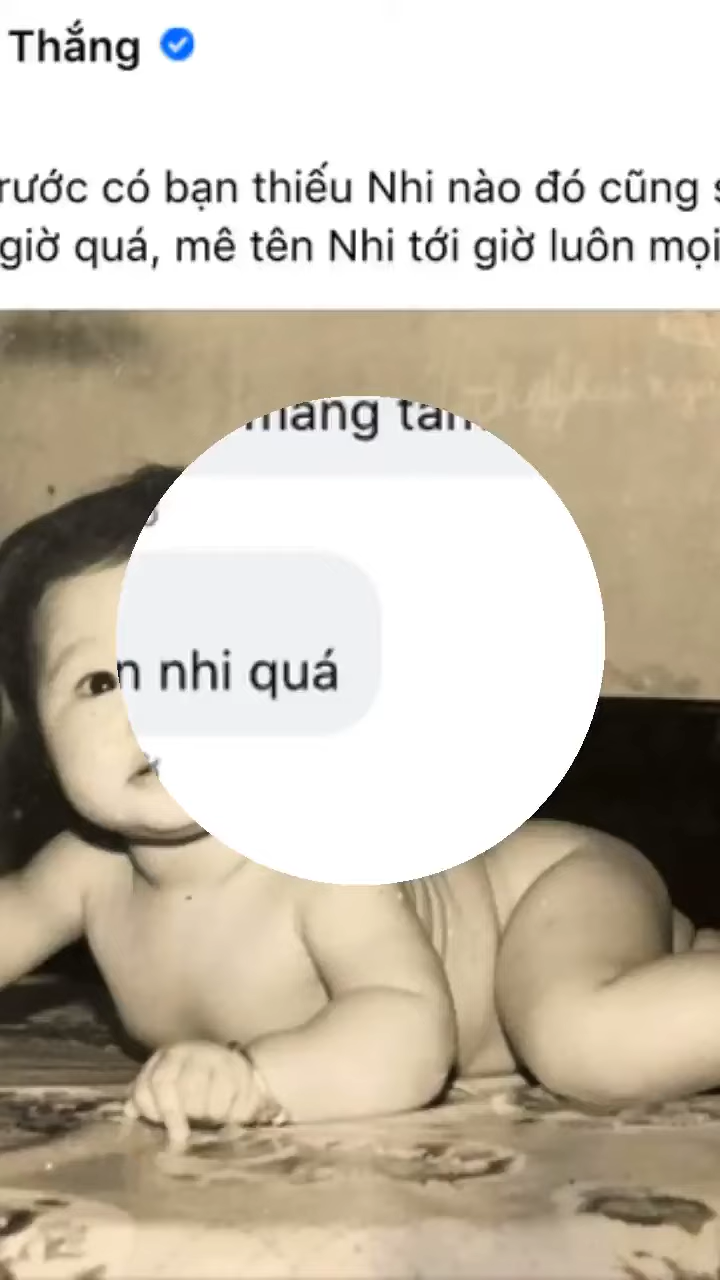 Thắng
rước có bạn thiếu Nhi nào đó cũng
giờ quá, mê tên Nhi tới giờ luôn mọi
nhi quá